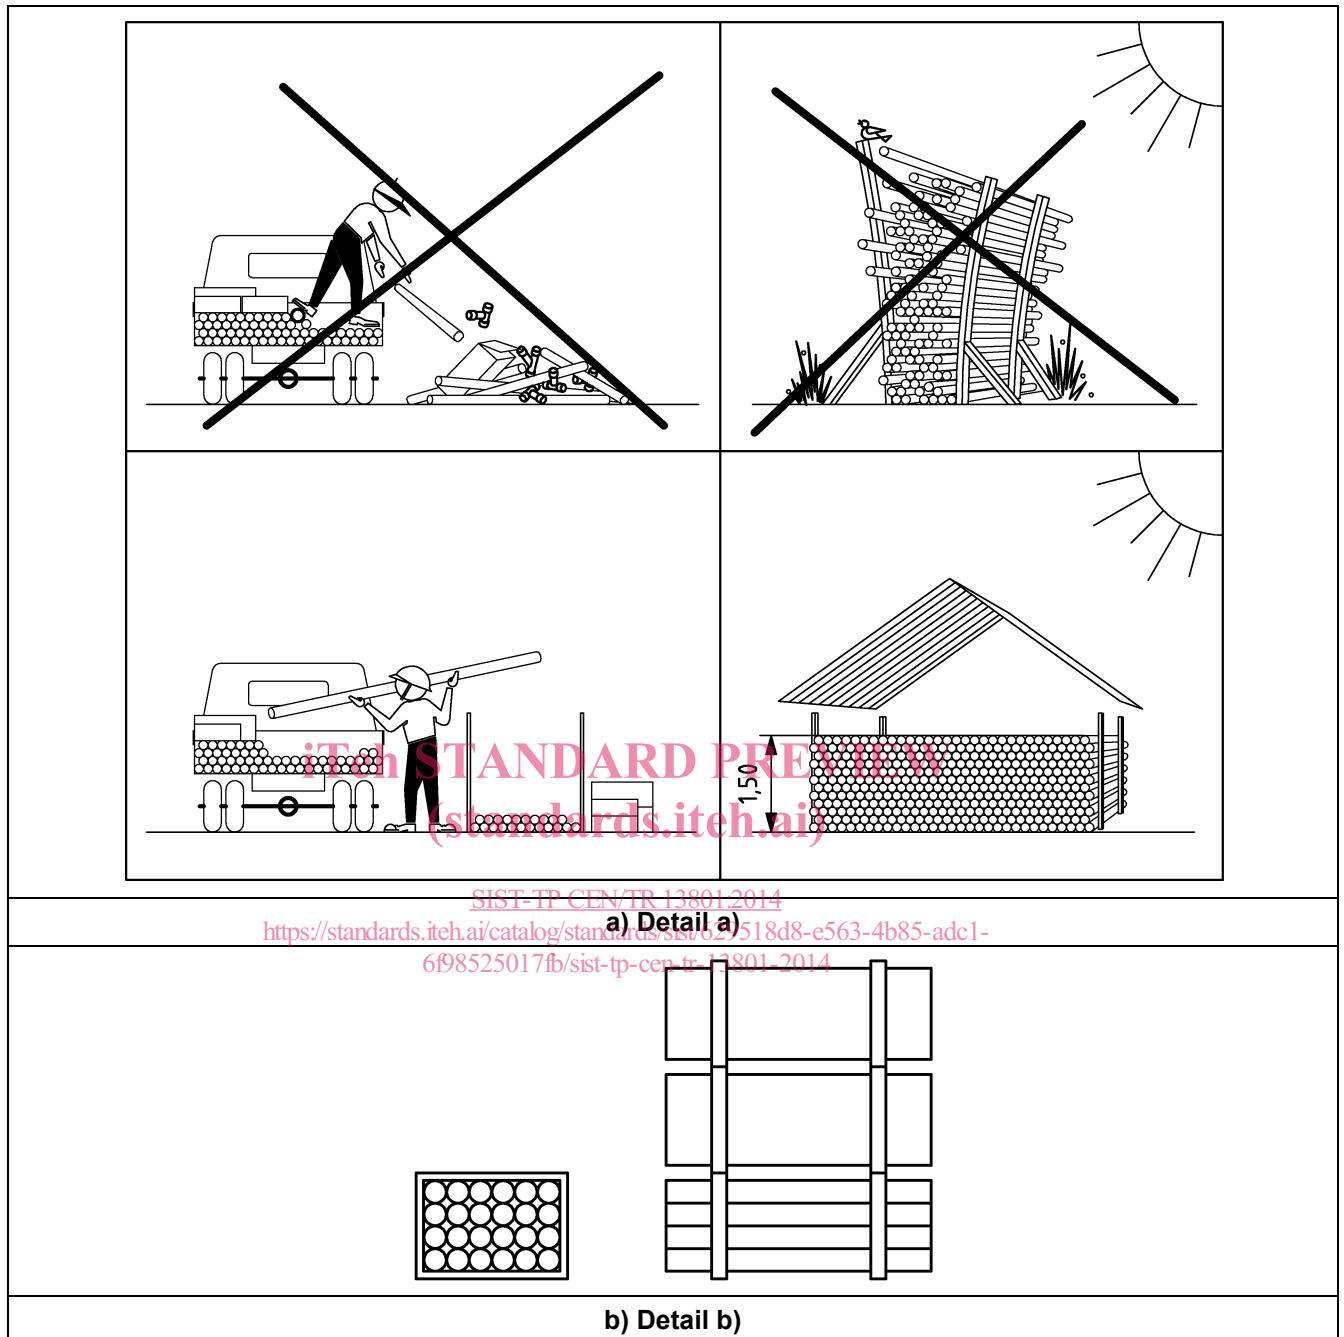 1,50
iTeh STANDARD PREVIEW
(standards.iteh.ai)
SIST-TP CEN/TR 13801:2014
a) Detail a)
https://standards.iteh.ai/catalog/standards/sist/629518d8-e563-4b85-adc1-
6f98525017fb/sist-tp-cen-tr-13801-2014
b) Detail b)